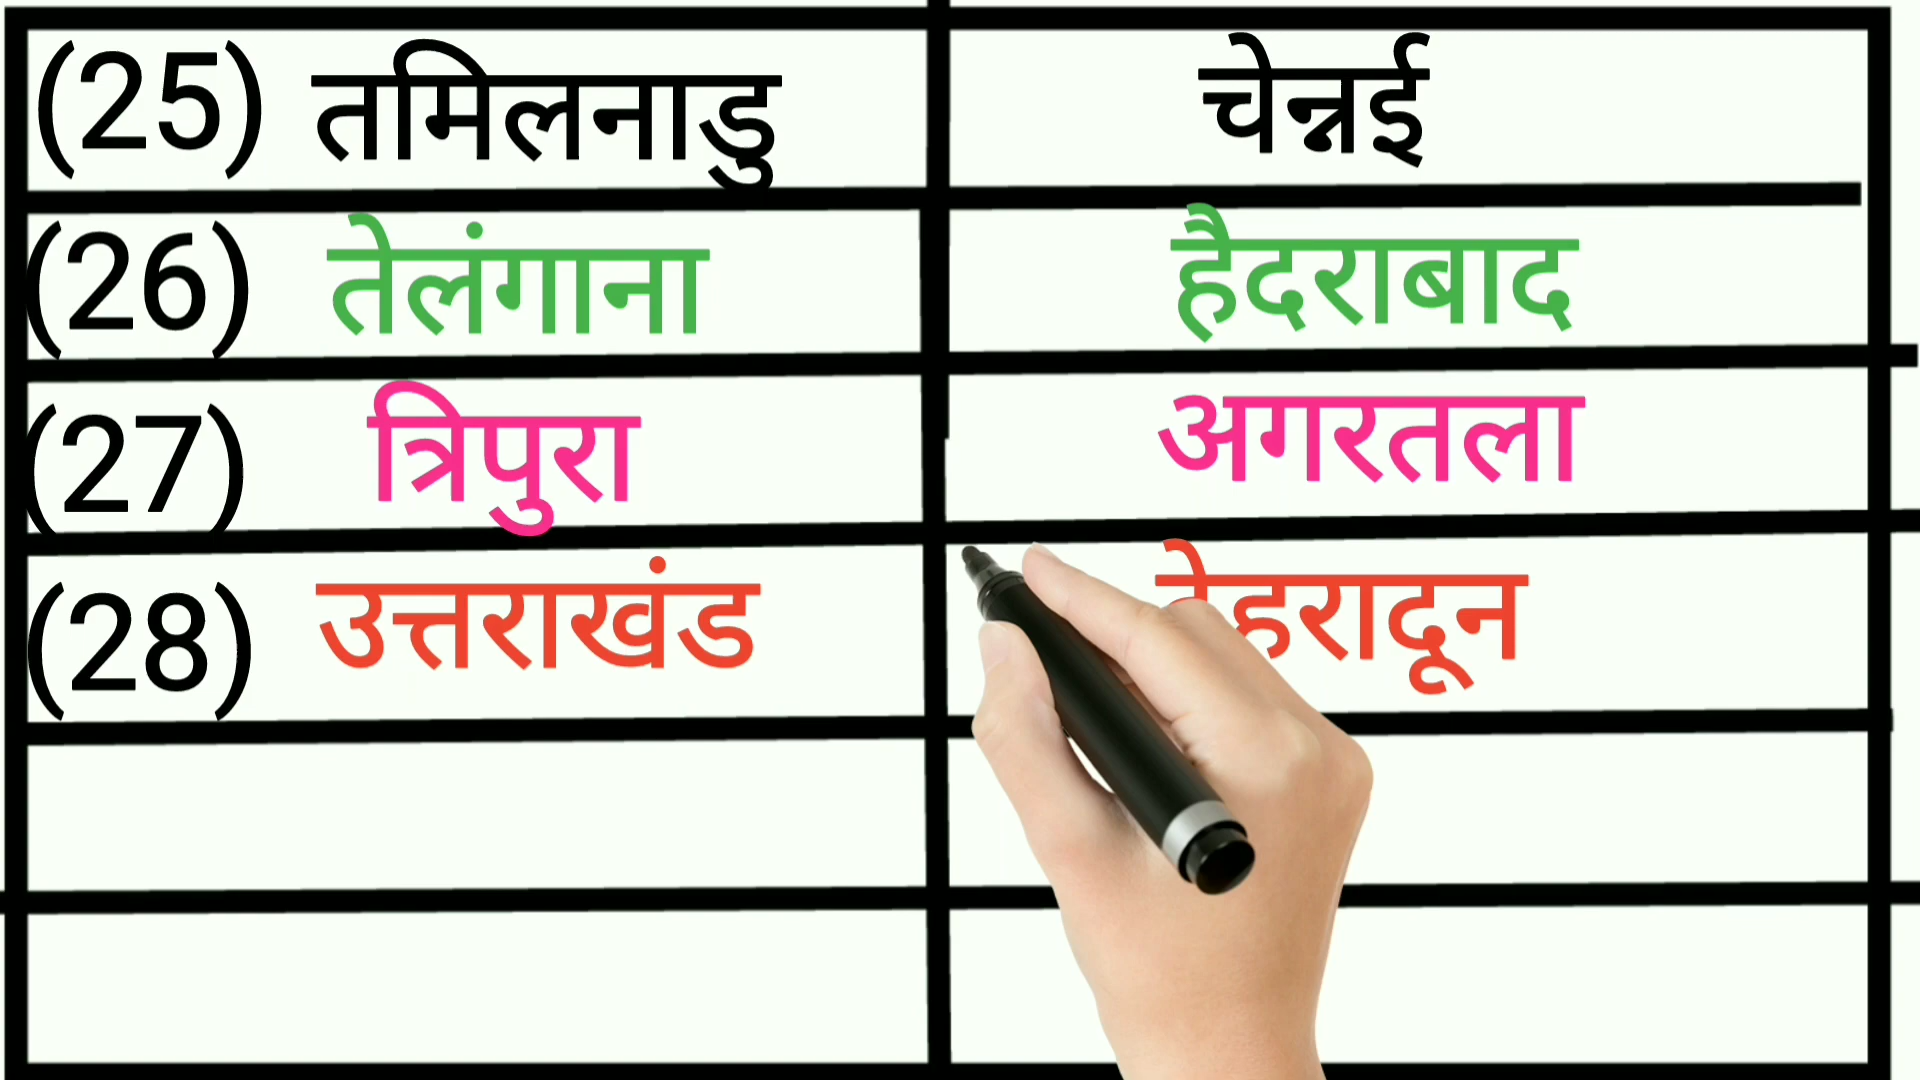 (25) तमिलनाडु चेन्नई
(26) तेलंगाना हैदराबाद
(27) त्रिपुरा अगरतला
(28) उत्तराखंड